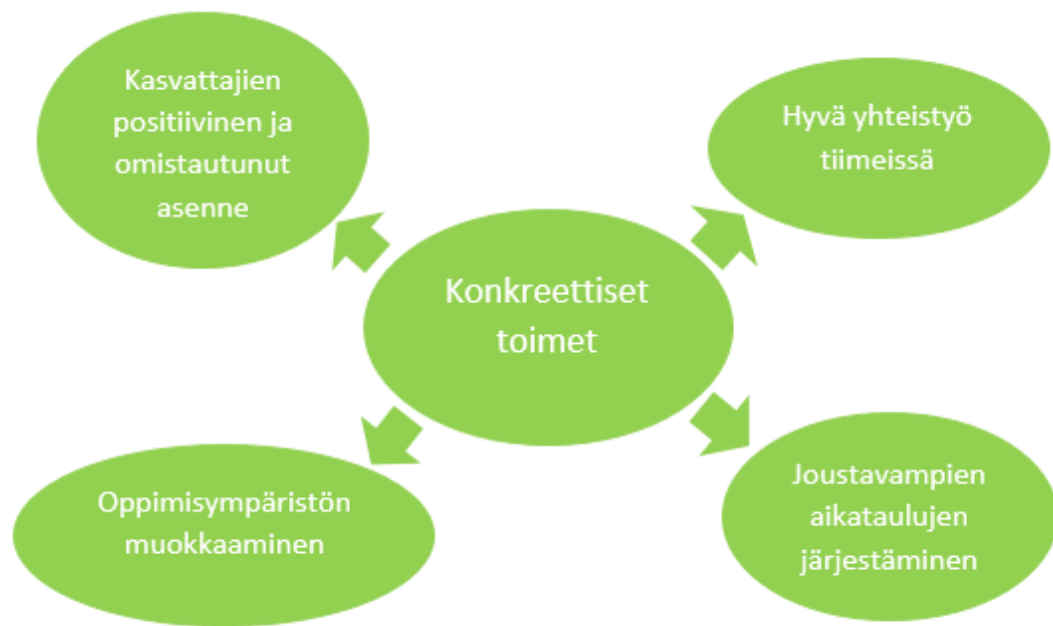 Kasvattajien
positiivinen ja
omistautunut
asenne
Hyvä yhteistyö
tiimeissä
Konkreettiset
toimet
Oppimisympäristön
muokkaaminen
Joustavampien
aikataulujen
järjestäminen